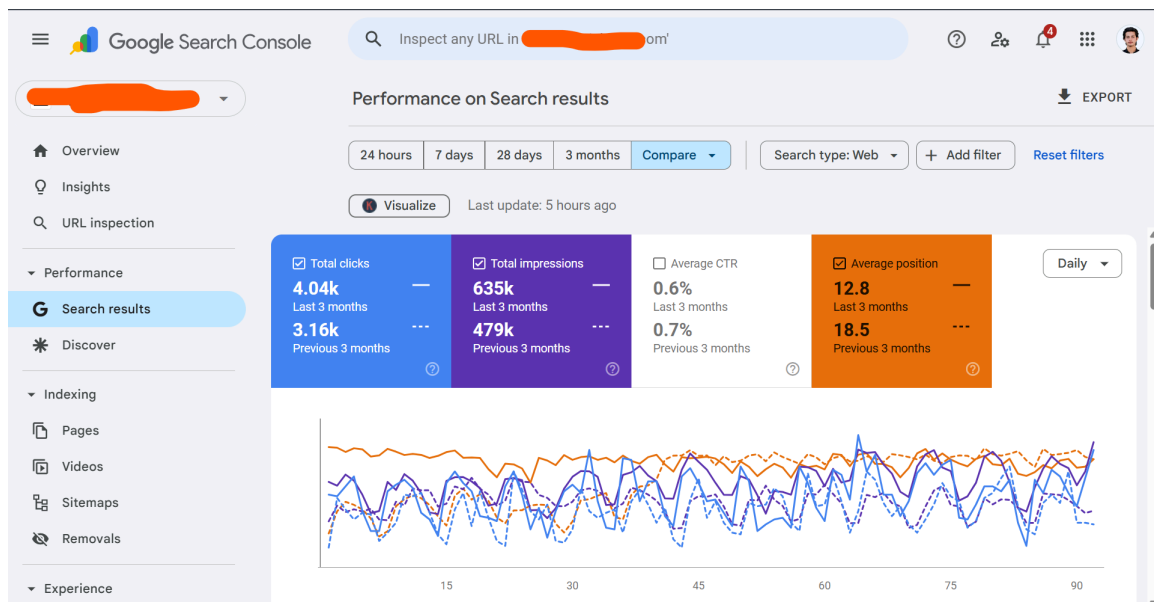 Google Search Console
Inspect any URL in om'
4
Performance on Search results
EXPORT
Overview
Insights
URL inspection
Performance
Search results
Discover
Indexing
Pages
Videos
Sitemaps
Removals
Experience
24 hours 7 days 28 days 3 months Compare
Search type: Web + Add filter Reset filters
Visualize Last update: 5 hours ago
Total clicks
4.04k
Last 3 months
3.16k
Previous 3 months
Total impressions
635k
Last 3 months
479k
Previous 3 months
Average CTR
0.6%
Last 3 months
0.7%
Previous 3 months
Average position
12.8
Last 3 months
18.5
Previous 3 months
Daily
15 30 45 60 75 90